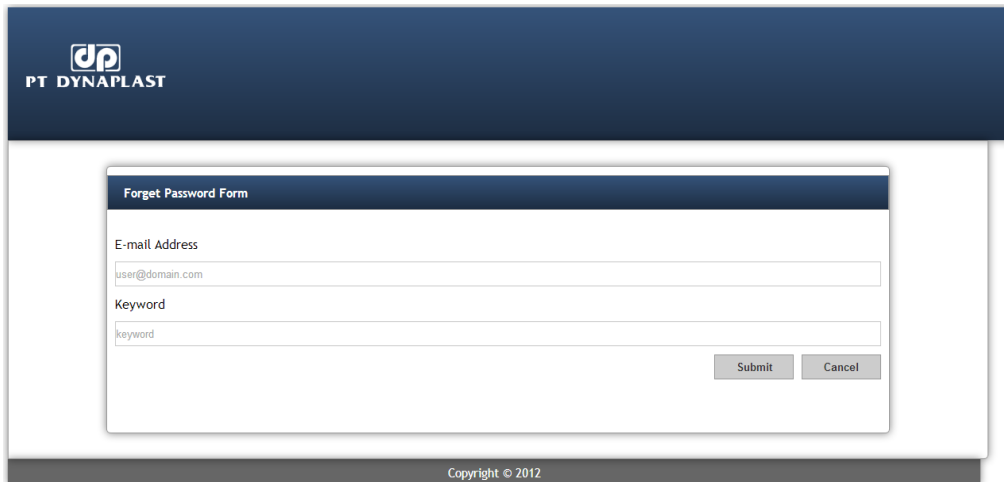 dp
PT DYNAPLAST
Forget Password Form
E-mail Address
user@domain.com
Keyword
keyword
Submit Cancel
Copyright © 2012